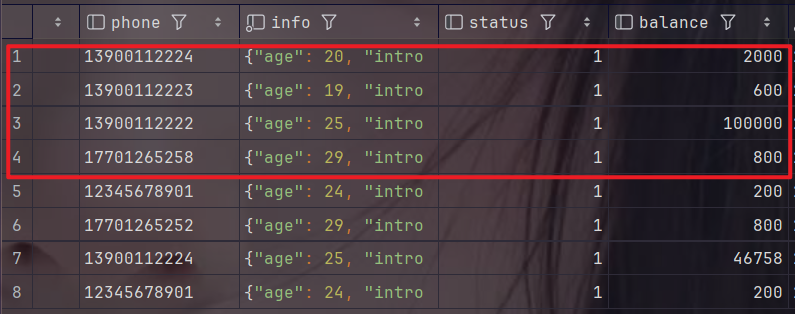 phone info status balance
1 13900112224 {"age": 20, "intro 1 2000
2 13900112223 {"age": 19, "intro 1 600
3 13900112222 {"age": 25, "intro 1 100000
4 17701265258 {"age": 29, "intro 1 800
5 12345678901 {"age": 24, "intro 1 200
6 17701265252 {"age": 29, "intro 1 800
7 13900112224 {"age": 25, "intro 1 46758
8 12345678901 {"age": 24, "intro 1 200